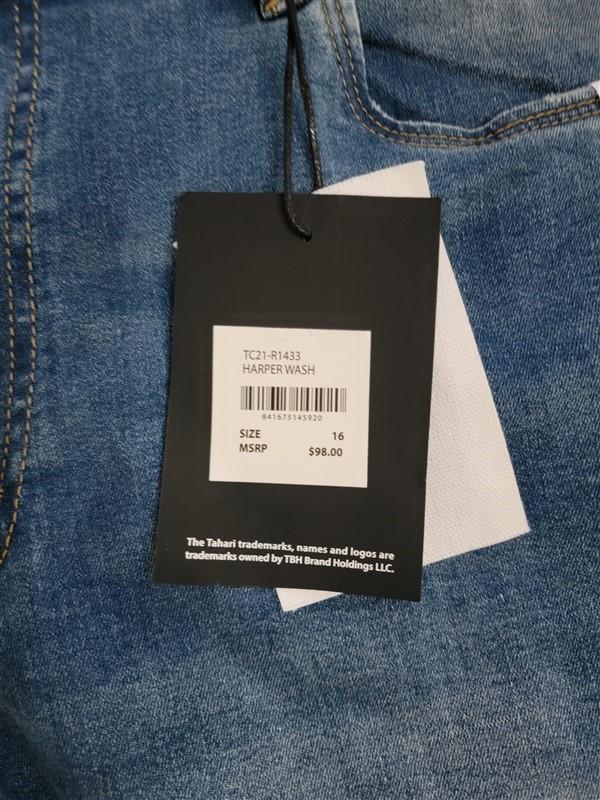 TC21-R1433
HARPER WASH
841675145920
SIZE 16
MSRP $98.00
The Tahari trademarks, names and logos are
trademarks owned by TBH Brand Holdings LLC.